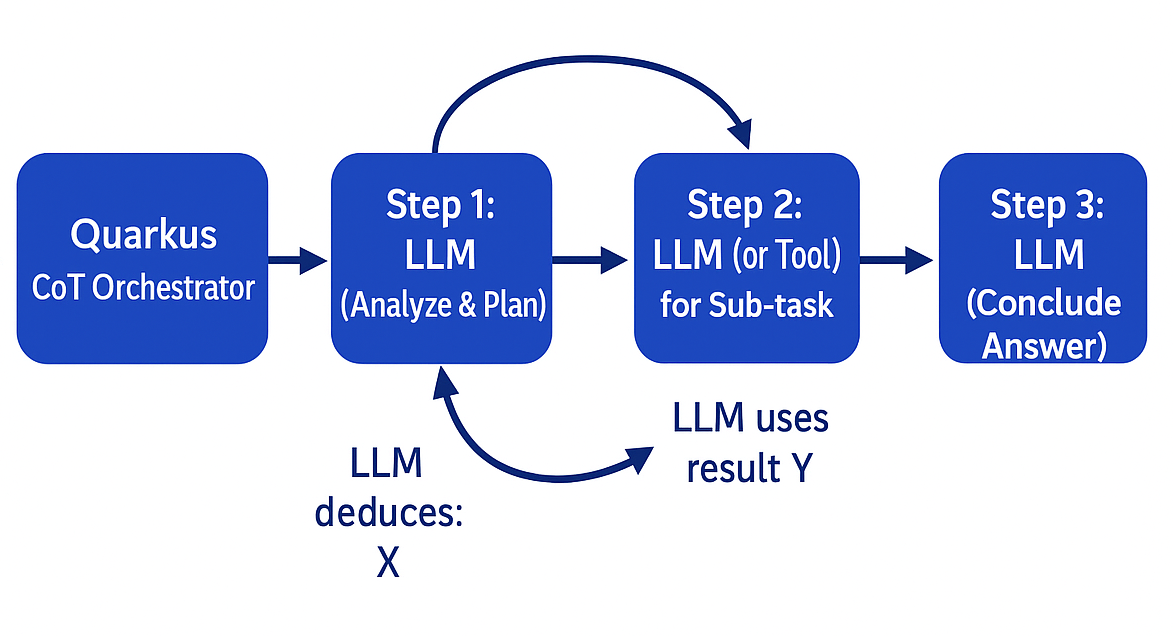 Quarkus
CoT Orchestrator
Step 1:
LLM
(Analyze & Plan)
Step 2:
LLM (or Tool)
for Sub-task
Step 3:
LLM
(Conclude
Answer)
LLM
deduces:
X
LLM uses
result Y